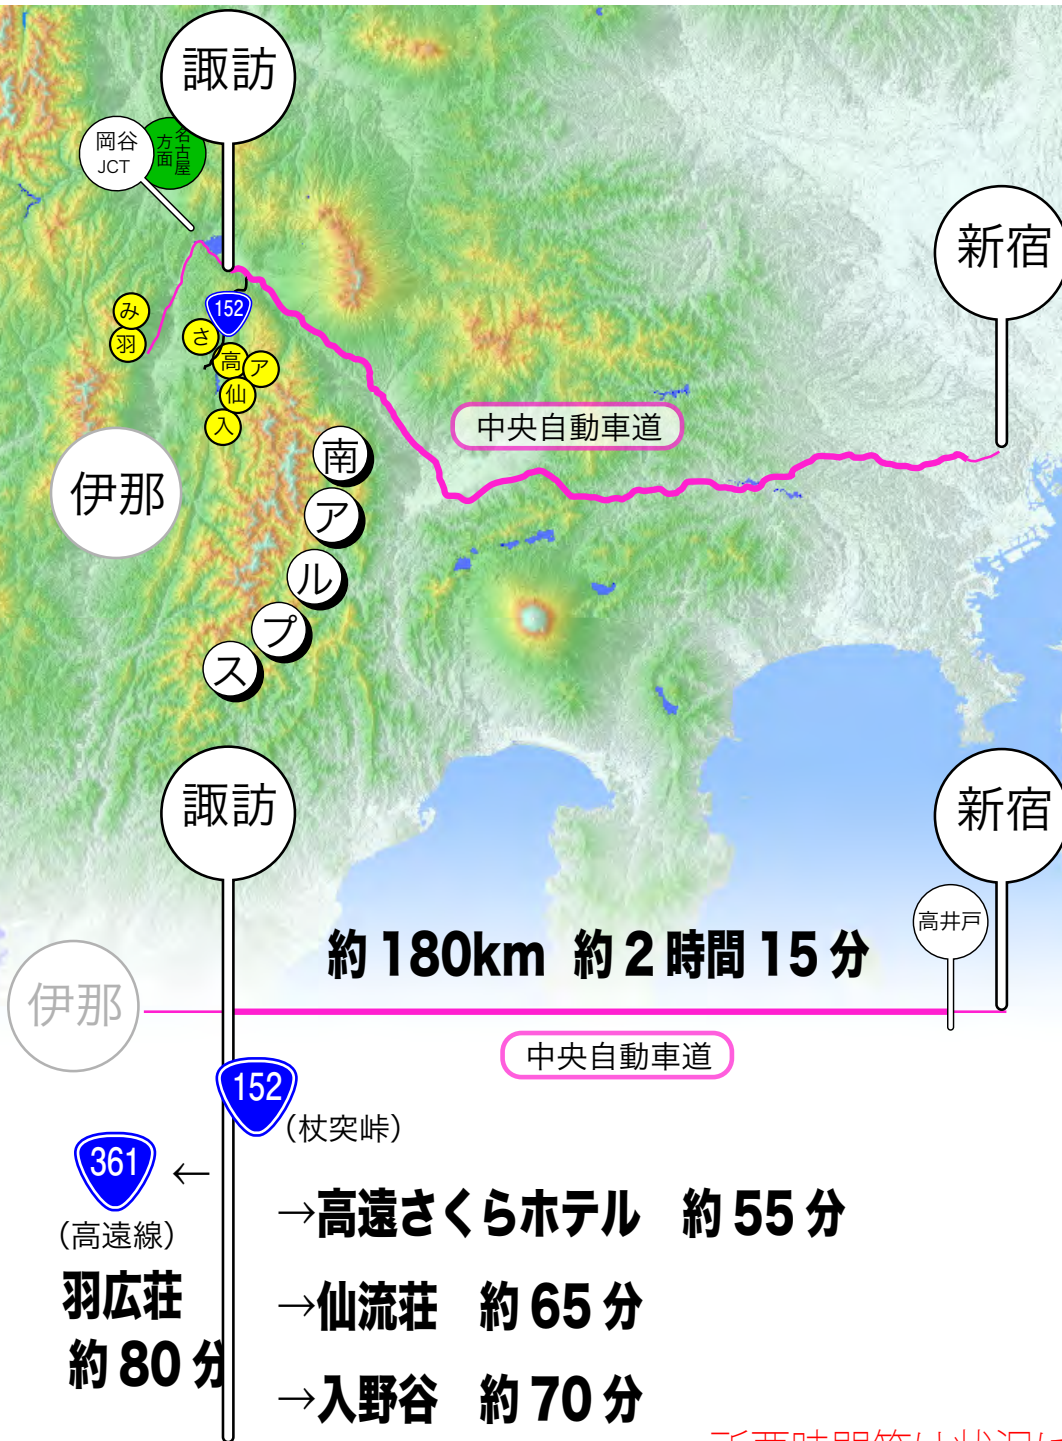 諏訪
岡谷
JCT
名古屋
方面
新宿
152
み
羽
さ
高
ア
仙
入
中央自動車道
伊那
南
ア
ル
プ
ス
諏訪
新宿
高井戸
約180km 約2時間15分
伊那
中央自動車道
152
(杖突峠)
361
←
(高遠線)
→高遠さくらホテル 約55分
羽広荘
約80分
→仙流荘 約65分
→入野谷 約70分